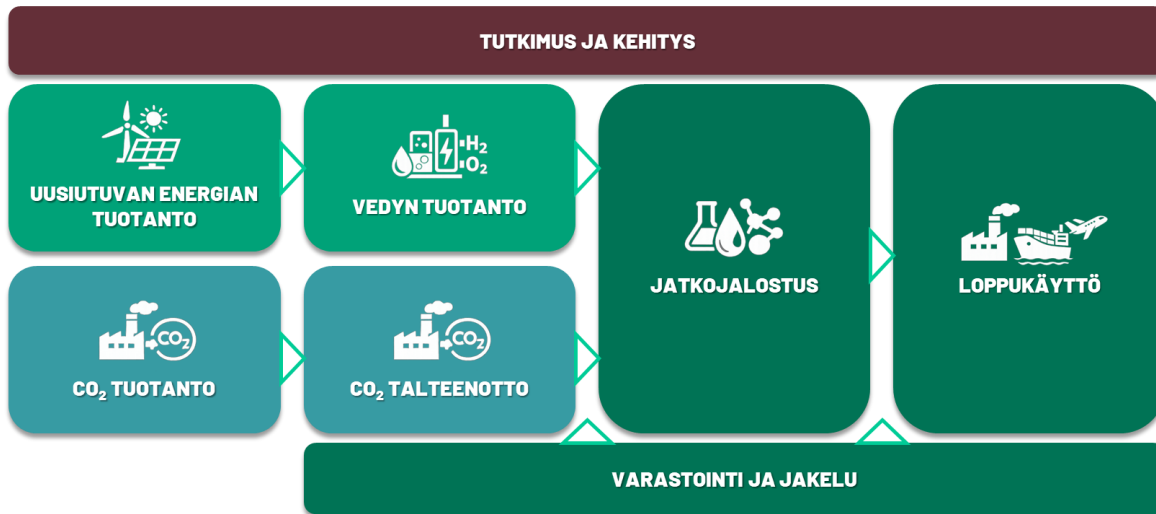 TUTKIMUS JA KEHITYS
UUSIUTUVAN ENERGIAN
TUOTANTO
H₂
O₂
VEDYN TUOTANTO
CO₂
CO₂ TUOTANTO
CO₂
CO₂ TALTEENOTTO
JATKOJALOSTUS
LOPPUKÄYTTÖ
VARASTOINTI JA JAKELU